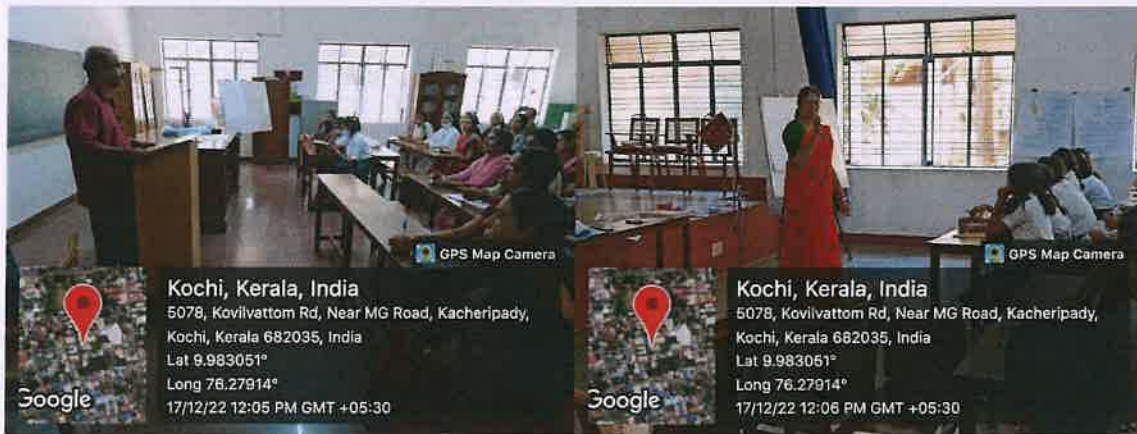 GPS Map Camera
Kochi, Kerala, India
5078, Kovilvattom Rd, Near MG Road, Kacheripady,
Kochi, Kerala 682035, India
Lat 9.983051°
Long 76.27914°
17/12/22 12:05 PM GMT +05:30
Google
GPS Map Camera
Kochi, Kerala, India
5078, Kovilvattom Rd, Near MG Road, Kacheripady,
Kochi, Kerala 682035, India
Lat 9.983051°
Long 76.27914°
17/12/22 12:06 PM GMT +05:30
Google